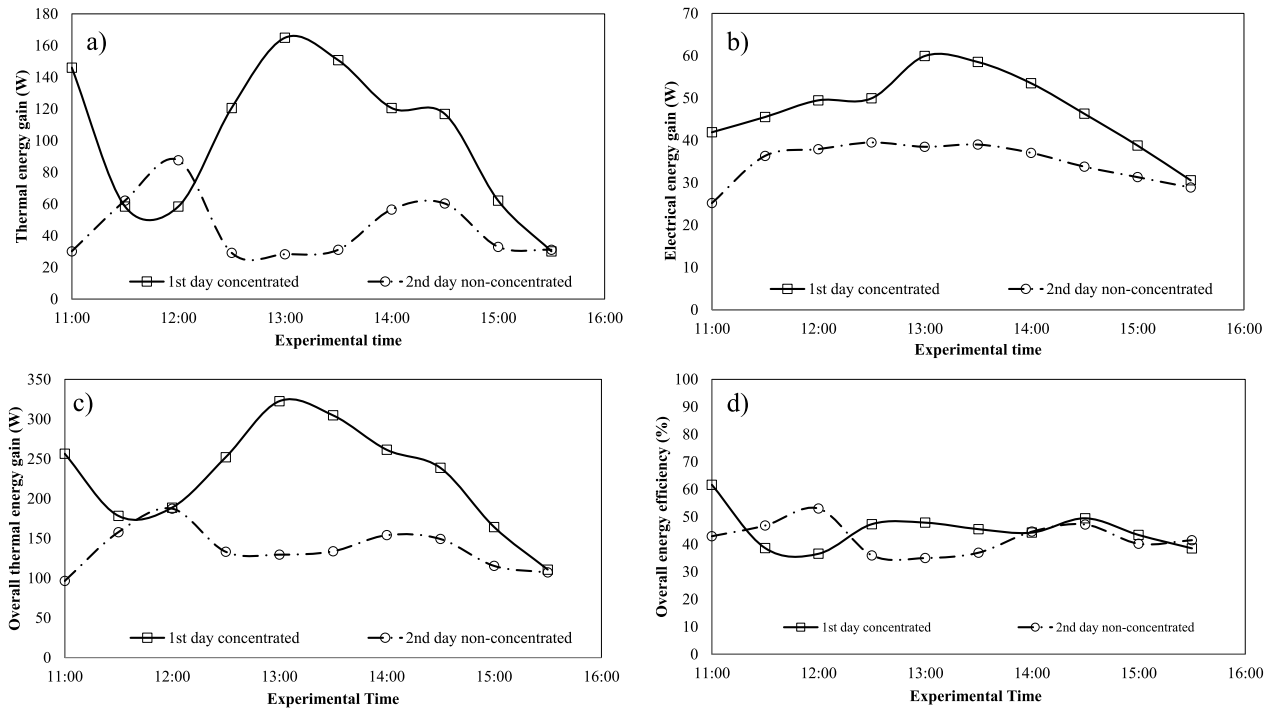 a)
Thermal energy gain (W)
180
160
140
120
100
80
60
40
20
0
1st day concentrated
2nd day non-concentrated
11:00 12:00 13:00 14:00 15:00 16:00
Experimental time
b)
Electrical energy gain (W)
70
60
50
40
30
20
10
0
1st day concentrated
2nd day non-concentrated
11:00 12:00 13:00 14:00 15:00 16:00
Experimental time
c)
Overall thermal energy gain (W)
350
300
250
200
150
100
50
0
1st day concentrated
2nd day non-concentrated
11:00 12:00 13:00 14:00 15:00 16:00
Experimental Time
d)
Overall energy efficiency (%)
100
90
80
70
60
50
40
30
20
10
0
1st day concentrated
2nd day non-concentrated
11:00 12:00 13:00 14:00 15:00 16:00
Experimental Time